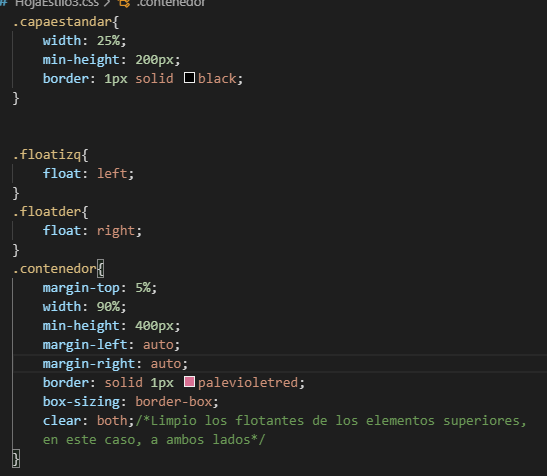 # HojaEstilo3.css > .contenedor
.capaestandar{
width: 25%;
min-height: 200px;
border: 1px solid black;
}
.floatizq{
float: left;
}
.floatder{
float: right;
}
.contenedor{
margin-top: 5%;
width: 90%;
min-height: 400px;
margin-left: auto;
margin-right: auto;
border: solid 1px palevioletred;
box-sizing: border-box;
clear: both;/*Limpio los flotantes de los elementos superiores,
en este caso, a ambos lados*/
}